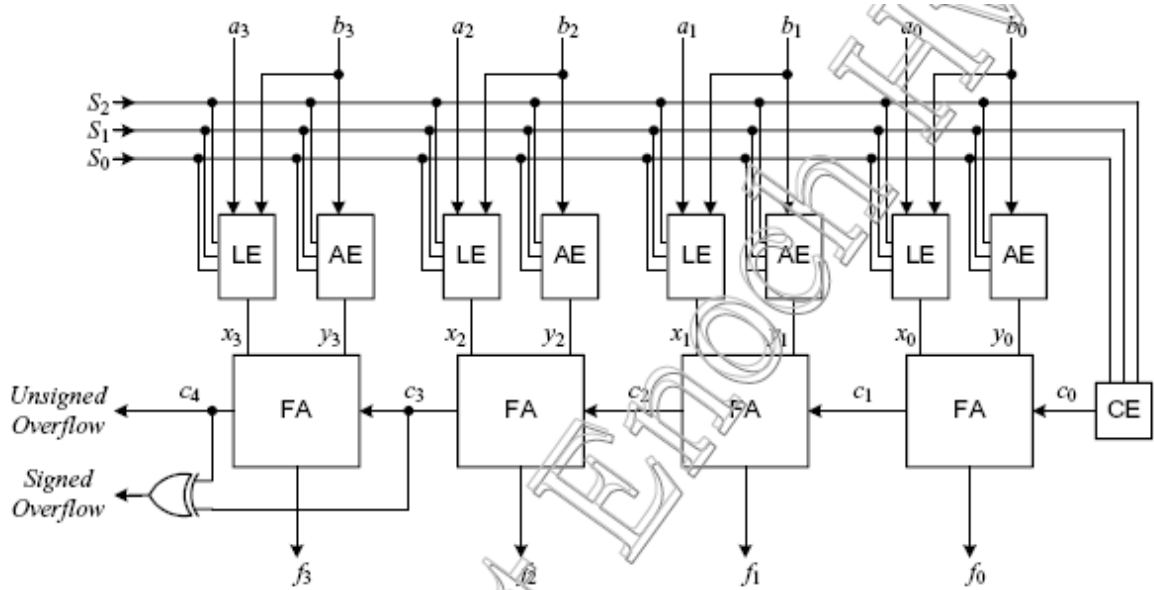 a3 b3 a2 b2 a1 b1 a0 b0
S2
S1
S0
LE AE LE AE LE AE LE AE
x3 y3 x2 y2 x1 y1 x0 y0
Unsigned Overflow
c4 FA c3 FA c2 FA c1 FA c0 CE
Signed Overflow
f3 f2 f1 f0
Enoch